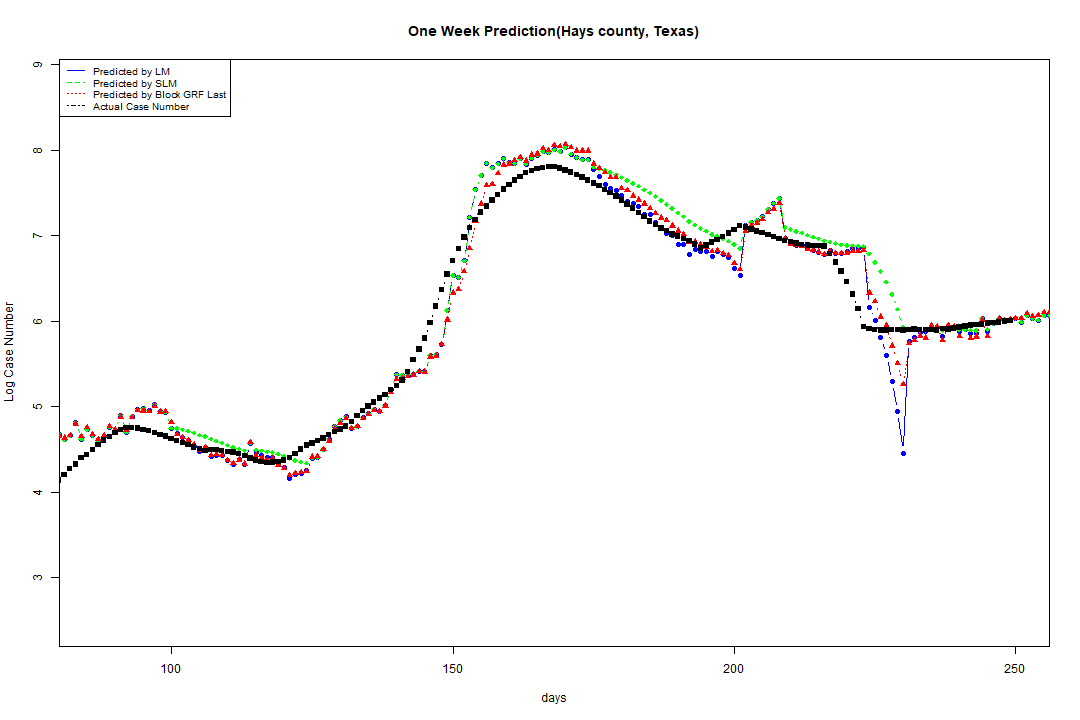 One Week Prediction(Hays county, Texas)
Predicted by LM
Predicted by SLM
Predicted by Block GRF Last
Actual Case Number
9
8
7
6
5
4
3
Log Case Number
100 150 200 250
days